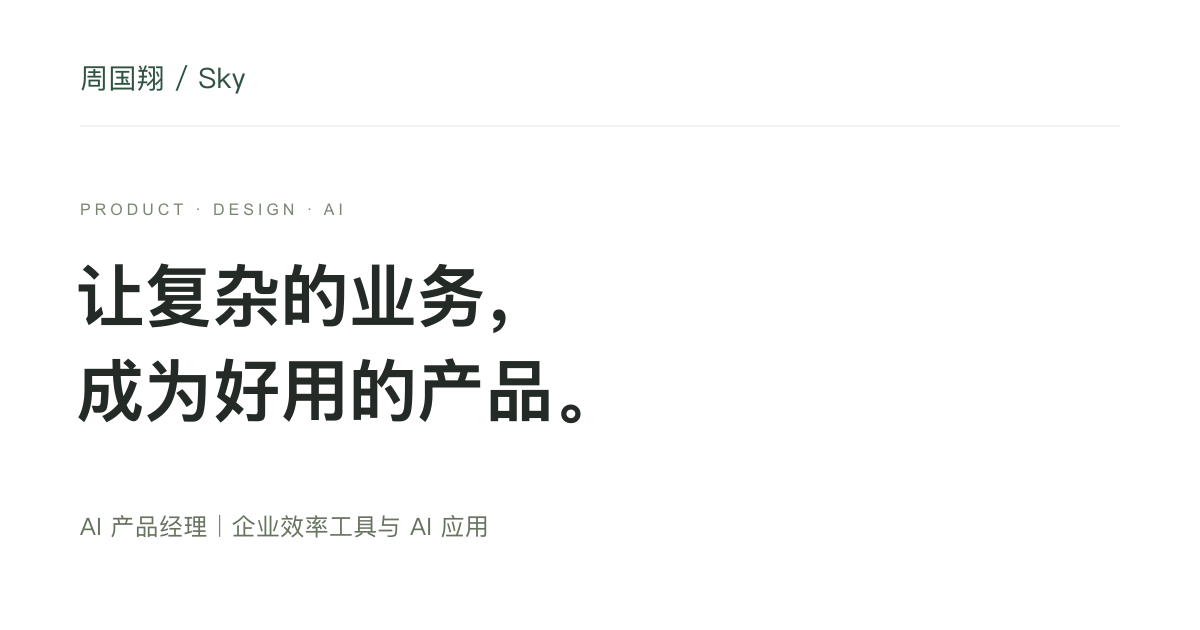 周国翔 / Sky
PRODUCT · DESIGN · AI
让复杂的业务，
成为好用的产品。
AI 产品经理｜企业效率工具与 AI 应用